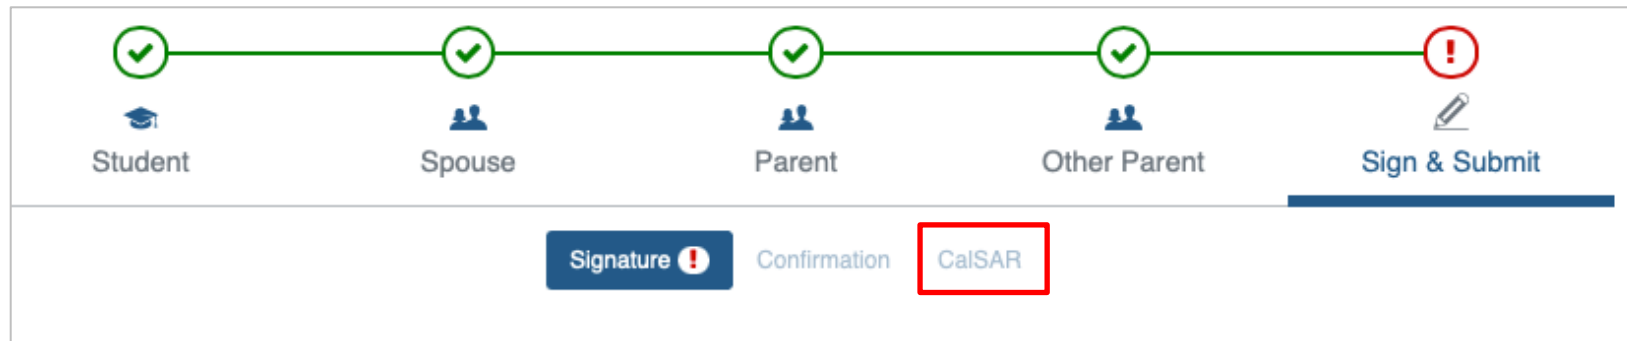 Student Spouse Parent Other Parent Sign & Submit
Signature ! Confirmation CalSAR